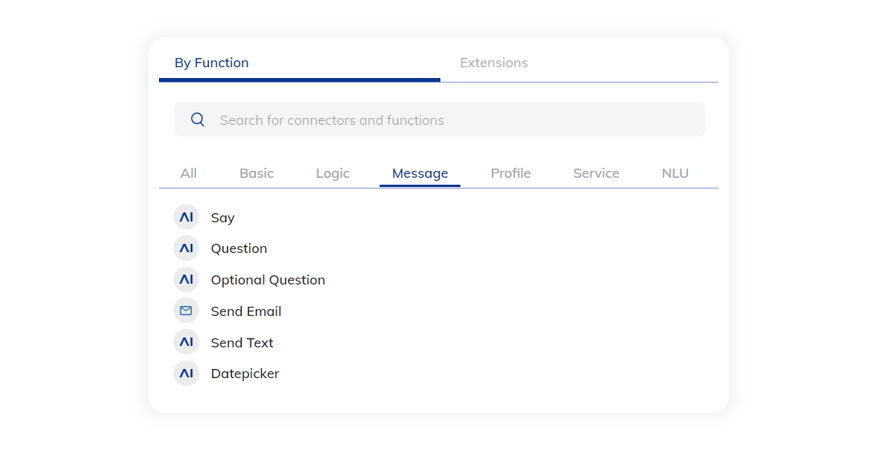 By Function Extensions
Search for connectors and functions
All Basic Logic Message Profile Service NLU
AI Say
AI Question
AI Optional Question
Send Email
AI Send Text
AI Datepicker